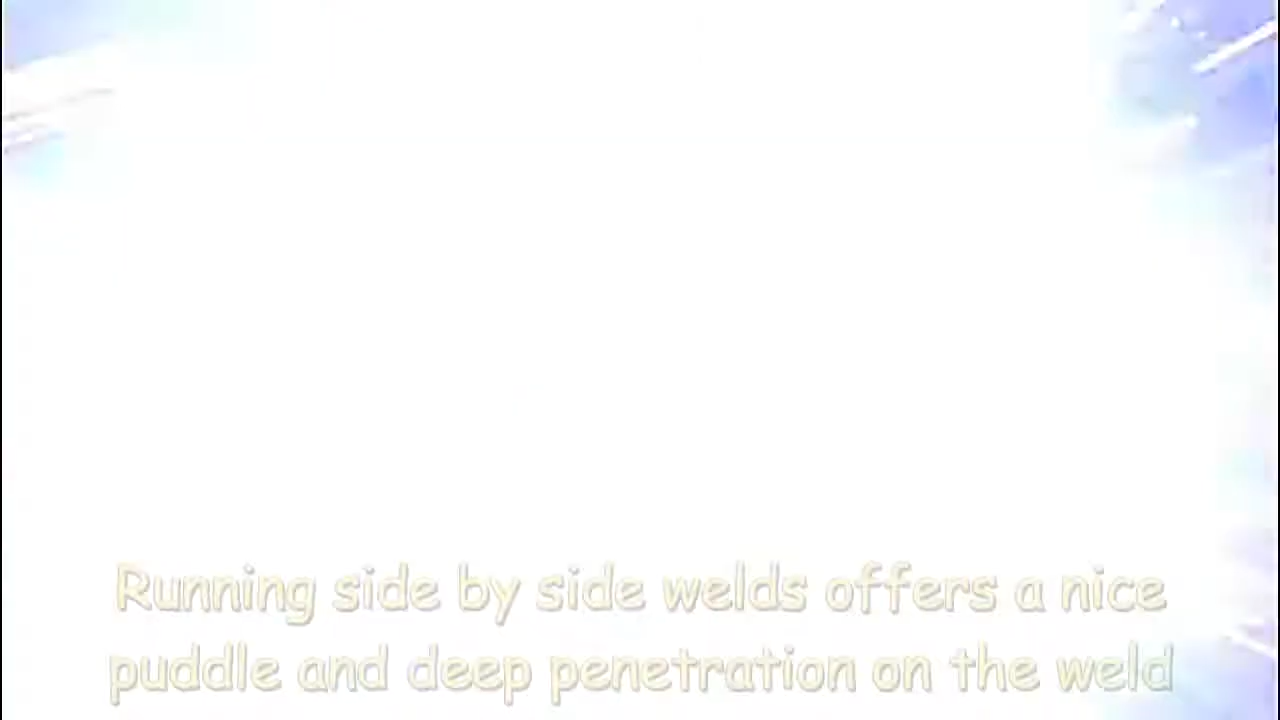 Running side by side welds offers a nice
puddle and deep penetration on the weld